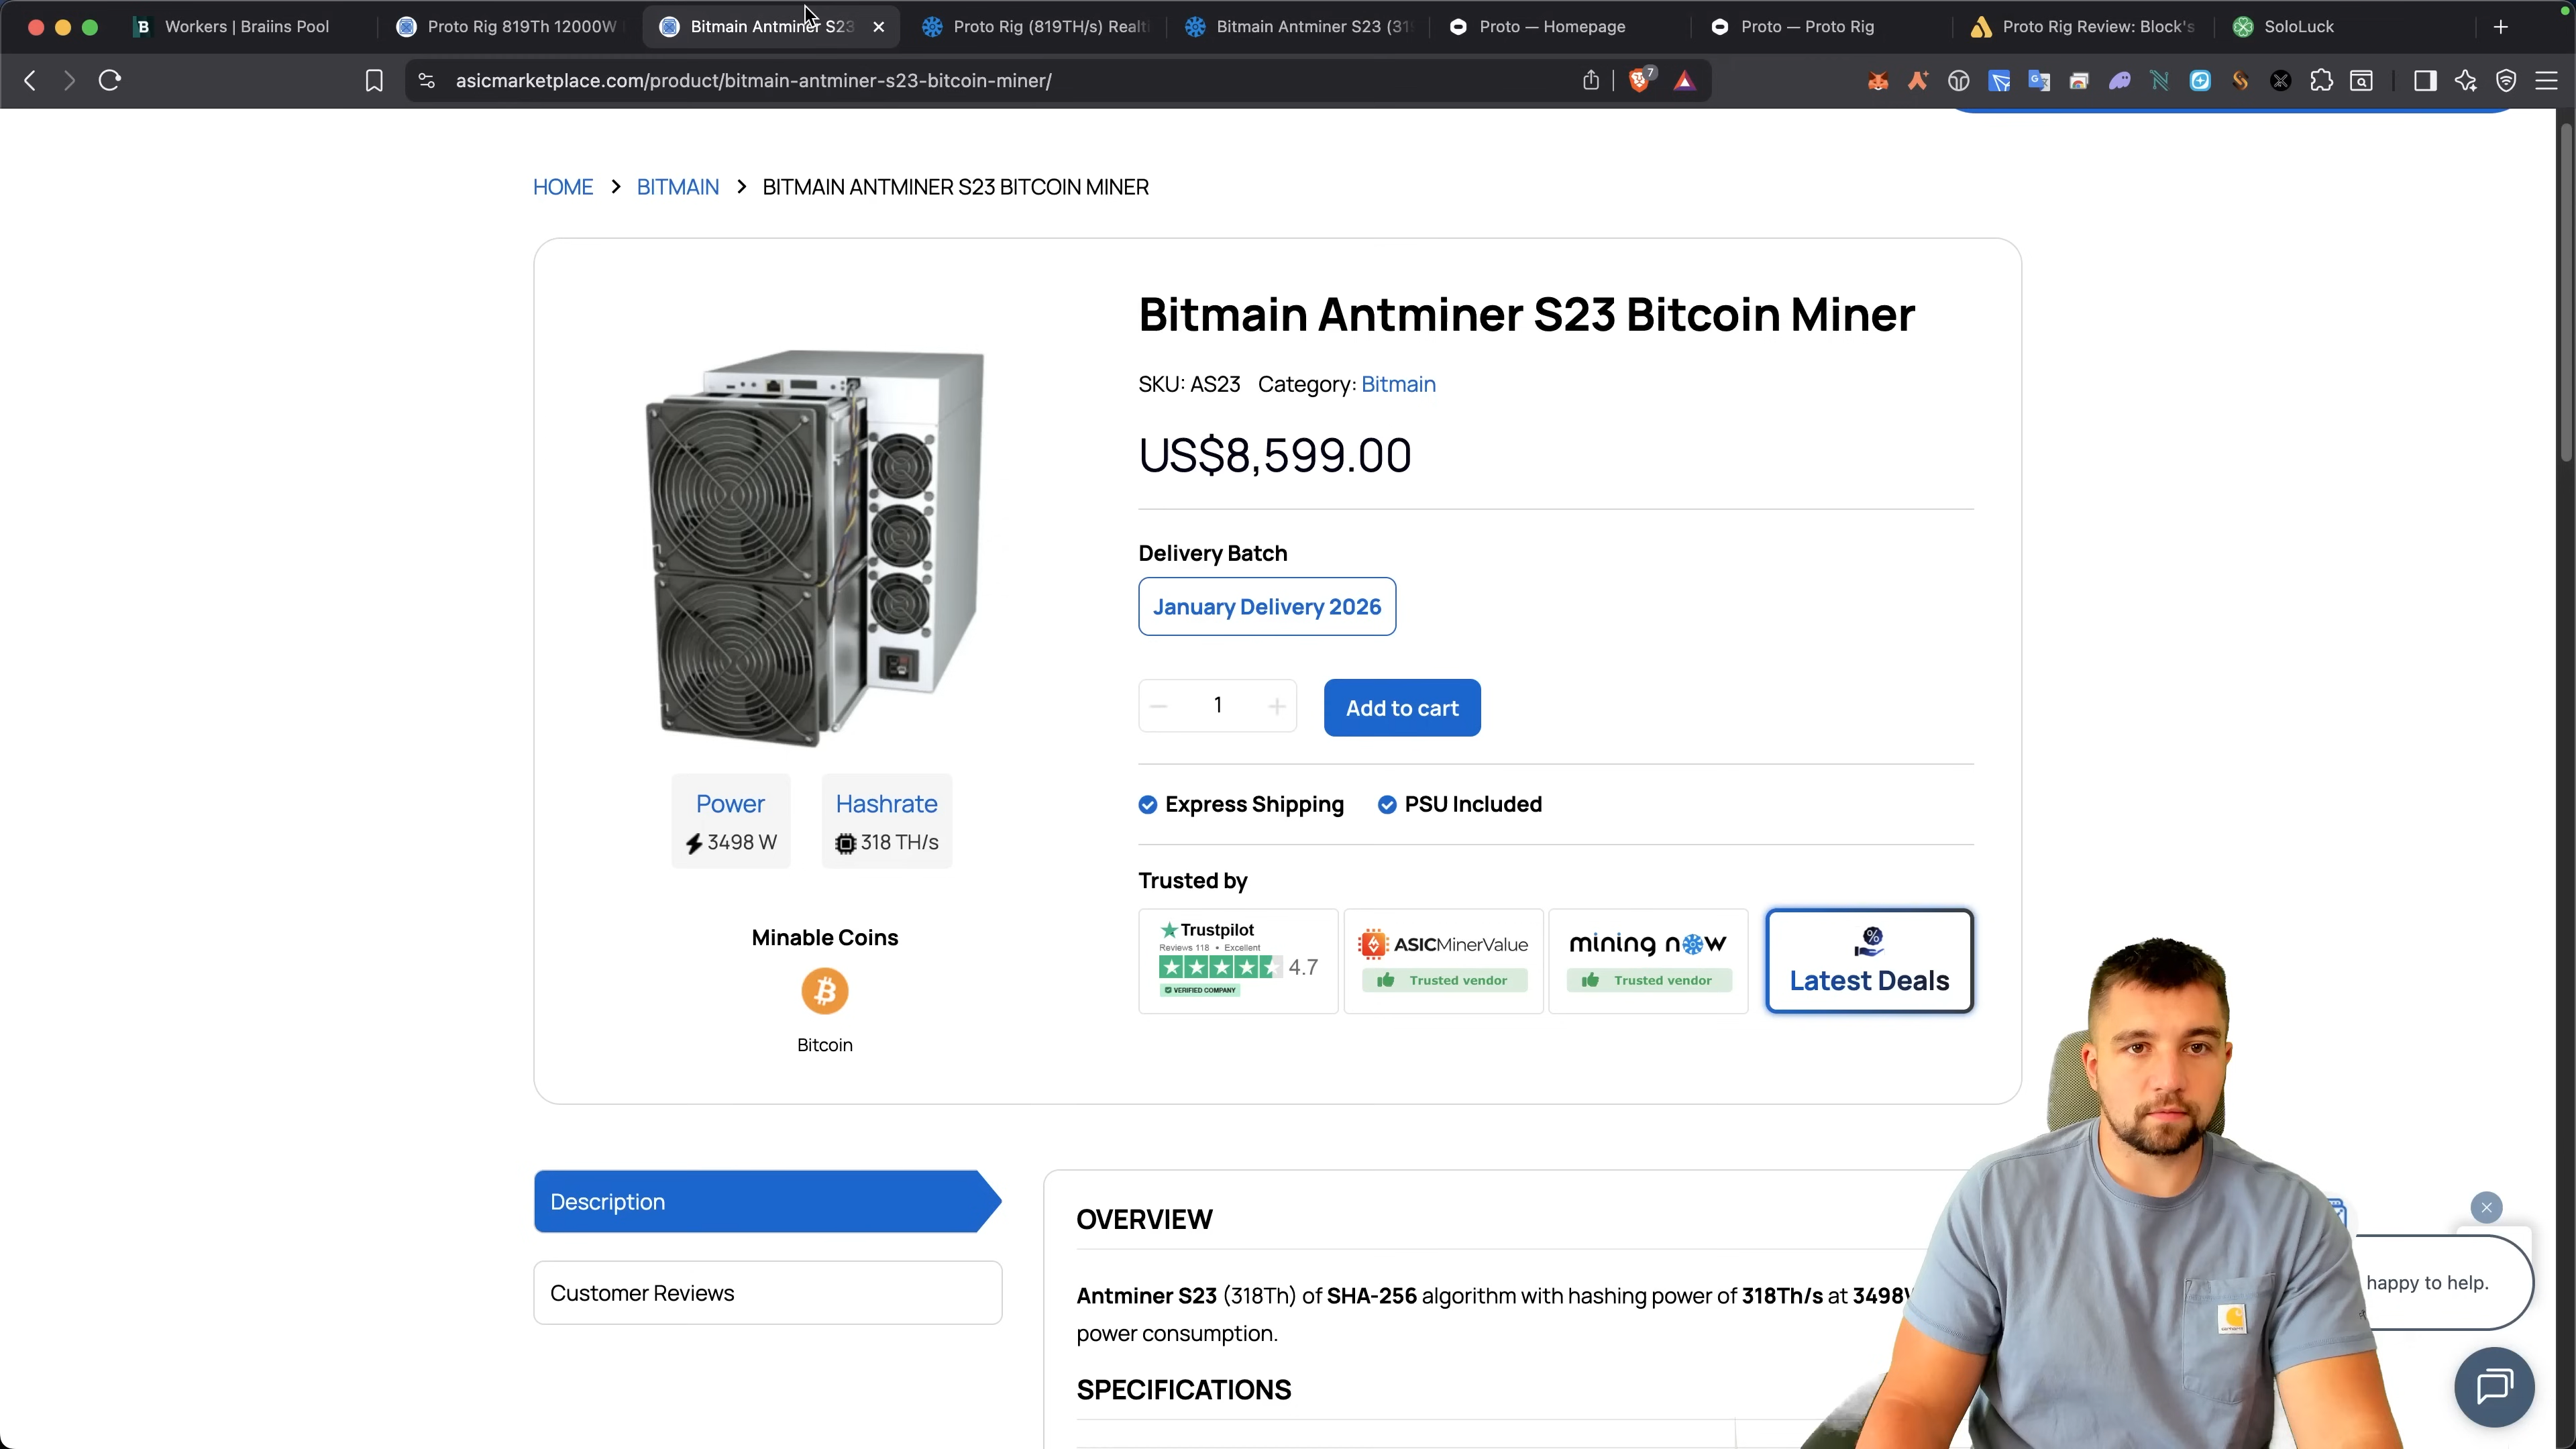 Workers | Braiins Pool
Proto Rig 819Th 12000W
Bitmain Antminer S23
Proto Rig (819TH/s) Realti
Bitmain Antminer S23 (31
Proto — Homepage
Proto — Proto Rig
Proto Rig Review: Block's
SoloLuck
asicmarketplace.com/product/bitmain-antminer-s23-bitcoin-miner/
7
HOME > BITMAIN > BITMAIN ANTMINER S23 BITCOIN MINER
Bitmain Antminer S23 Bitcoin Miner
SKU: AS23 Category: Bitmain
US$8,599.00
Delivery Batch
January Delivery 2026
1
Add to cart
Express Shipping
PSU Included
Trusted by
Trustpilot
Reviews 118 • Excellent
4.7
VERIFIED COMPANY
ASICMinerValue
Trusted vendor
mining now
Trusted vendor
Latest Deals
Power
3498 W
Hashrate
318 TH/s
Minable Coins
Bitcoin
Description
Customer Reviews
OVERVIEW
Antminer S23 (318Th) of SHA-256 algorithm with hashing power of 318Th/s at 3498W
power consumption.
SPECIFICATIONS
happy to help.